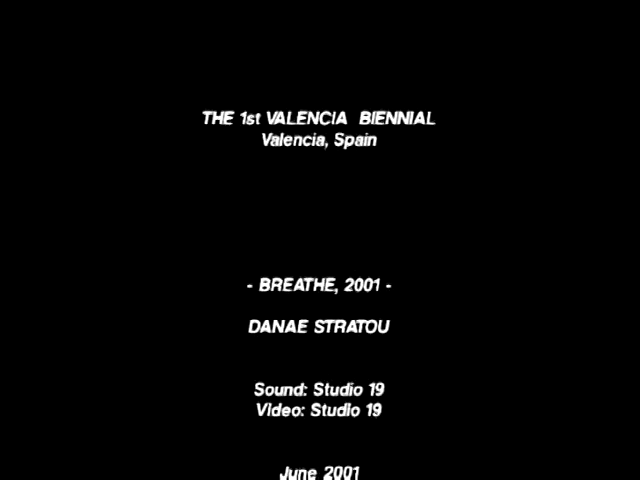 THE 1st VALENCIA BIENNIAL
Valencia, Spain
- BREATHE, 2001 -
DANAE STRATOU
Sound: Studio 19
Video: Studio 19
June 2001